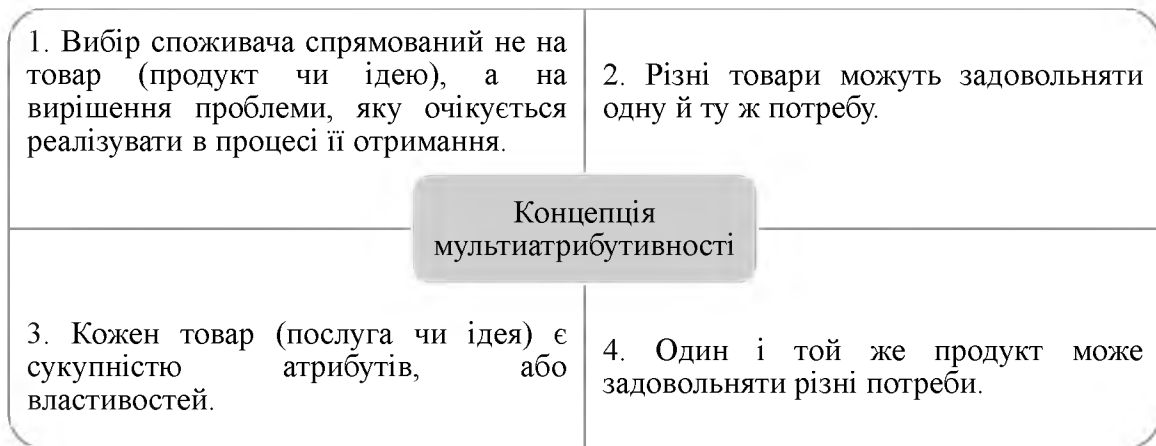 1. Вибір споживача спрямований не на
товар (продукт чи ідею), а на
вирішення проблеми, яку очікується
реалізувати в процесі її отримання.
2. Різні товари можуть задовольняти
одну й ту ж потребу.
Концепція
мультиатрибутивності
3. Кожен товар (послуга чи ідея) є
сукупністю атрибутів, або
властивостей.
4. Один і той же продукт може
задовольняти різні потреби.